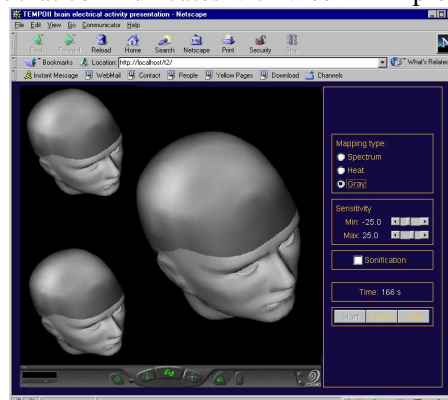 TEMPOII brain electrical activity presentation - Netscape
File Edit View Go Communicator Help
Back Forward Reload Home Search Netscape Print Security Stop
Bookmarks Location: http://localhost/t2/ What's Related
Instant Message WebMail Contact People Yellow Pages Download Channels
Mapping type:
Spectrum
Heat
Gray
Sensitivity
Min: -25.0
Max: 25.0
Sonification
Time: 166 s
Start